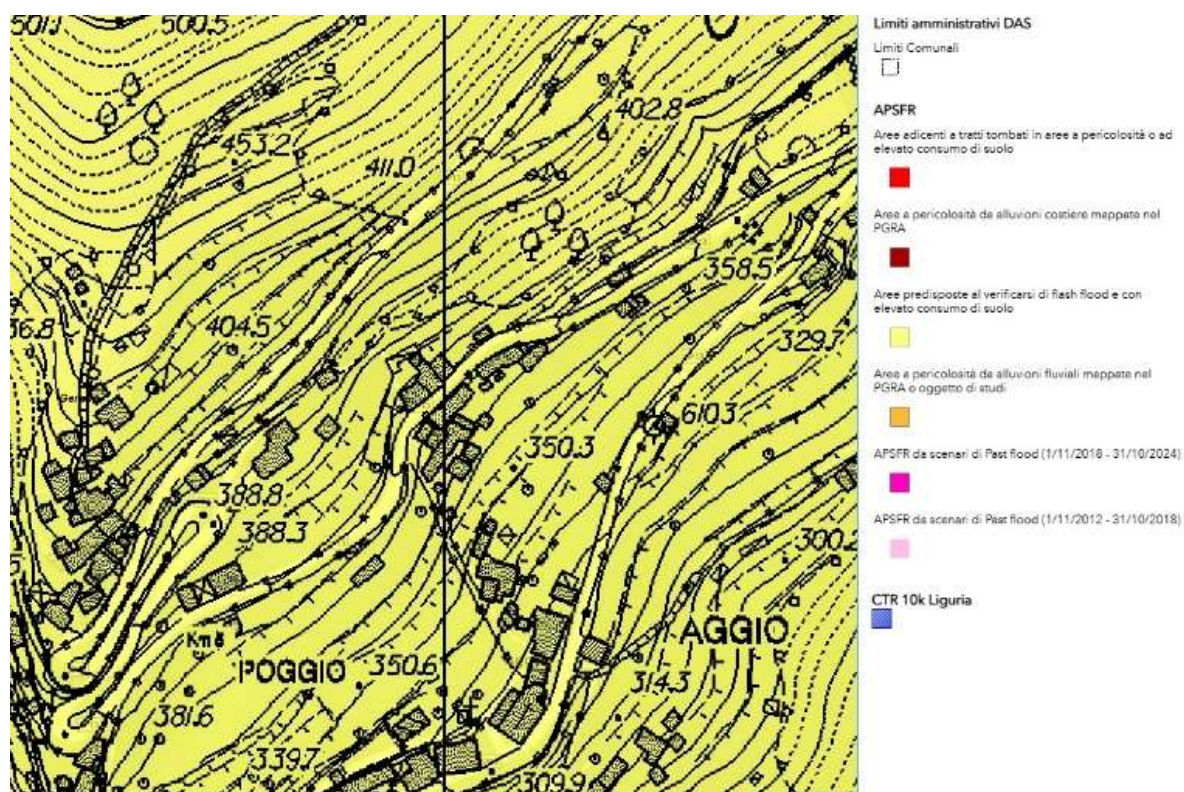 501.1
500.5
402.8
453.2
411.0
358.5
36.8
404.5
329.7
610.3
350.3
388.8
388.3
300.2
Km 8
AGGIO
POGGIO
350.6
314.3
381.6
339.7
309.9
Limiti amministrativi DAS
Limiti Comunali
APSFR
Aree adicenti a tratti tombati in aree a pericolosità o ad
elevato consumo di suolo
Aree a pericolosità da alluvioni costiere mappate nel
PGRA
Aree predisposte al verificarsi di flash flood e con
elevato consumo di suolo
Aree a pericolosità da alluvioni fluviali mappate nel
PGRA o oggetto di studi
APSFR da scenari di Past flood (1/11/2018 - 31/10/2024)
APSFR da scenari di Past flood (1/11/2012 - 31/10/2018)
CTR 10k Liguria